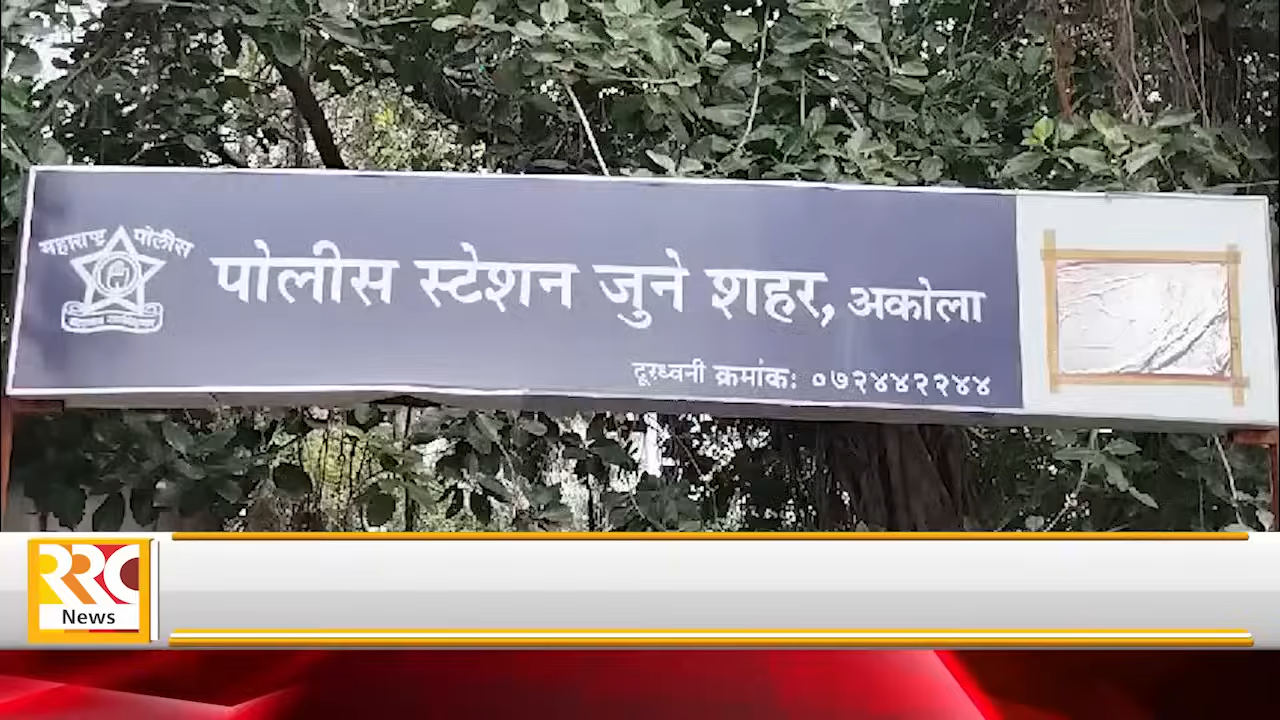 महाराष्ट्र पोलीस
पोलीस स्टेशन जुने शहर, अकोला
दूरध्वनी क्रमांकः ०७२४४२२४४
RRC
News